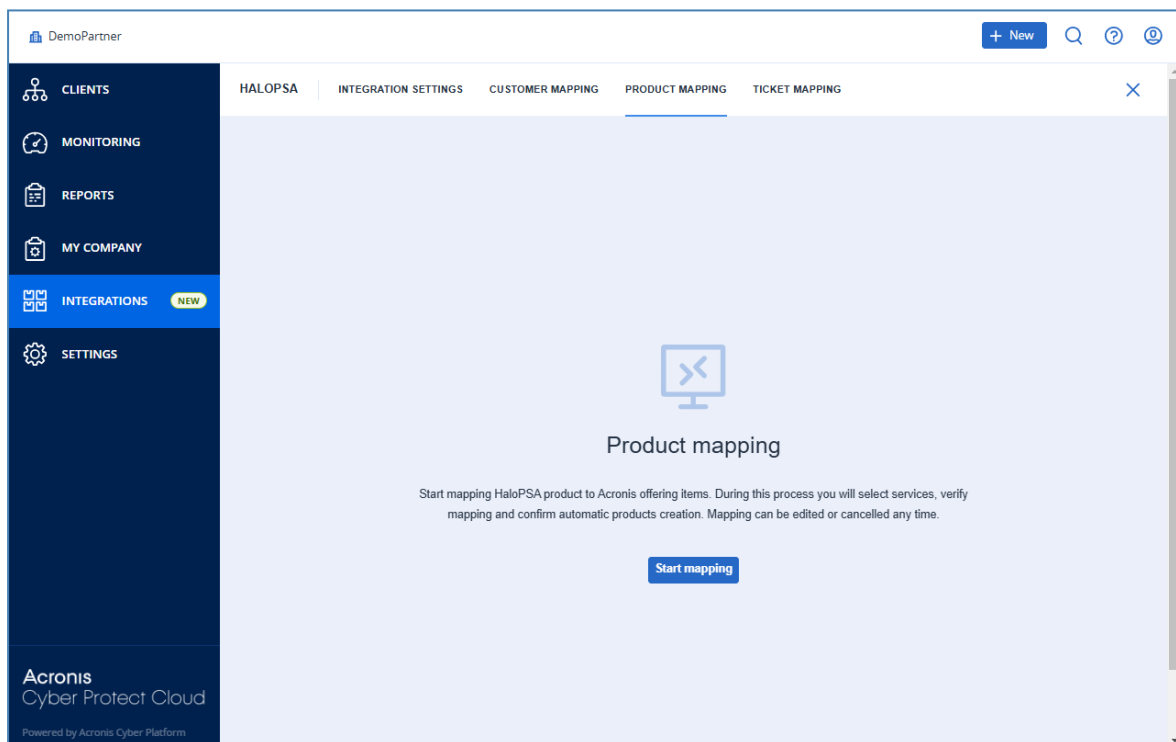 DemoPartner
+ New
CLIENTS
MONITORING
REPORTS
MY COMPANY
INTEGRATIONS NEW
SETTINGS
Acronis
Cyber Protect Cloud
Powered by Acronis Cyber Platform
HALOPSA INTEGRATION SETTINGS CUSTOMER MAPPING PRODUCT MAPPING TICKET MAPPING
Product mapping
Start mapping HaloPSA product to Acronis offering items. During this process you will select services, verify
mapping and confirm automatic products creation. Mapping can be edited or cancelled any time.
Start mapping